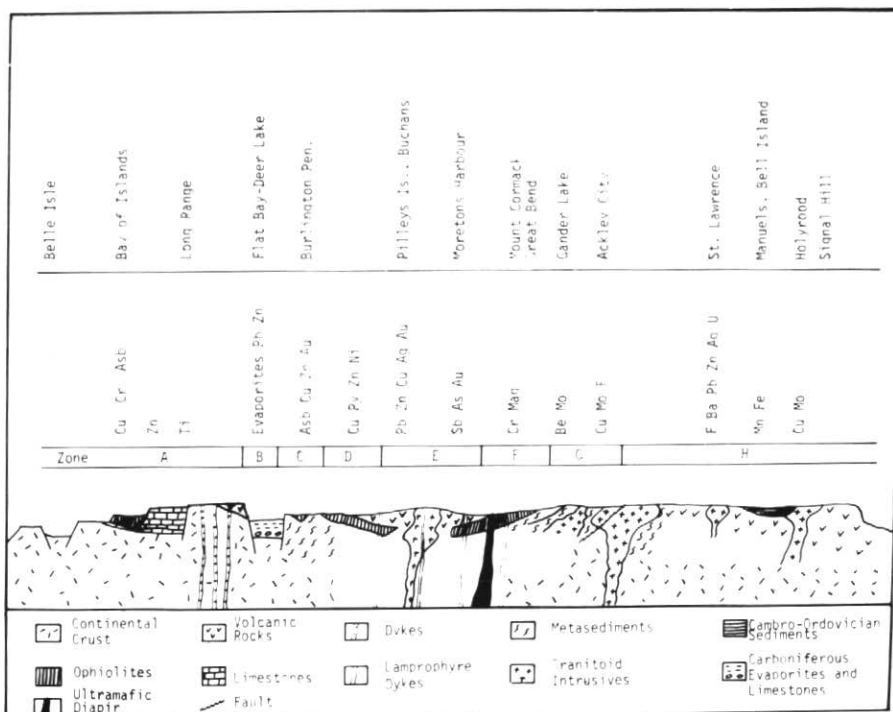 Belle Isle
Bay of Islands
Long Range
Flat Bay-Deer Lake
Burlington Pen.
Pilleys Isl., Buchans
Moretons Harbour
Mount Cormack
Great Bend
Gander Lake
Ackley City
St. Lawrence
Manuels, Bell Island
Holyrood
Signal Hill
Cu Cr Asb
Zn
Ti
Evaporites Pb Zn
Asb Cu Zn Au
Cu Py Zn Ni
Pb Zn Cu Ag Au
Sb As Au
Cr Mag
Be Mo
Cu Mo F
F Ba Pb Zn Ag U
Mn Fe
Cu Mo
Zone A B C D E F G H
Continental Crust
Volcanic Rocks
Dykes
Metasediments
Cambro-Ordovician Sediments
Ophiolites
Limestones
Lamprophyre Dykes
Granitoid Intrusives
Carboniferous Evaporites and Limestones
Ultramafic Diapir
Fault